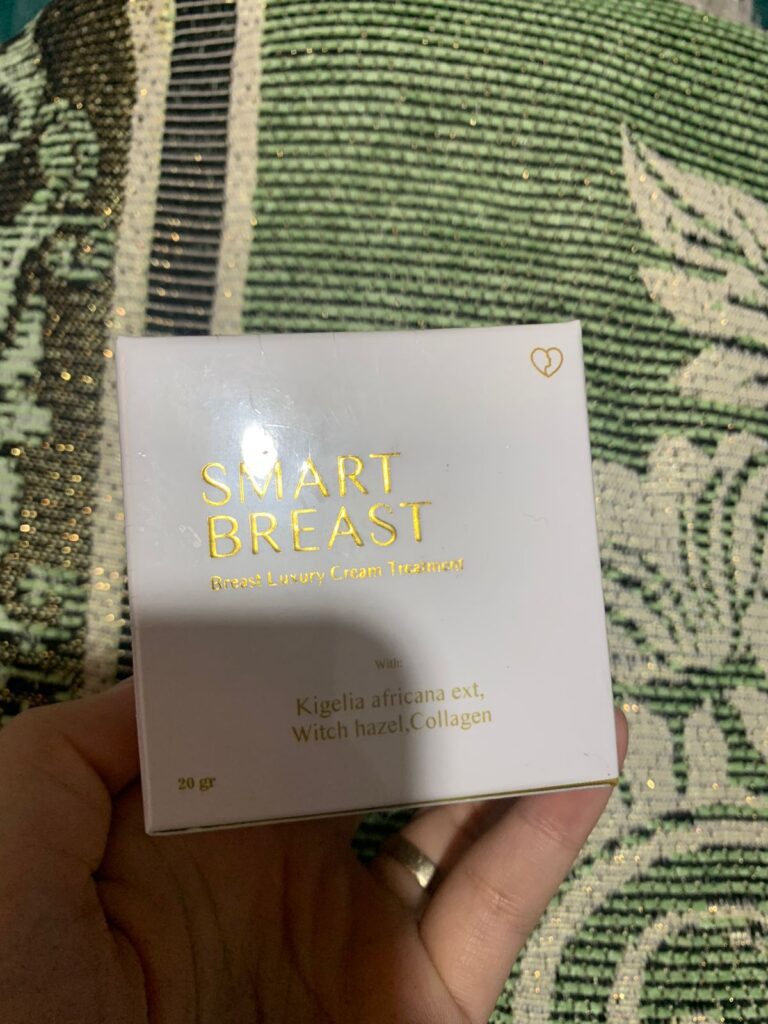 SMART
BREAST
Breast Luxury Cream Treatment
With:
Kigelia africana ext,
Witch hazel,Collagen
20 gr